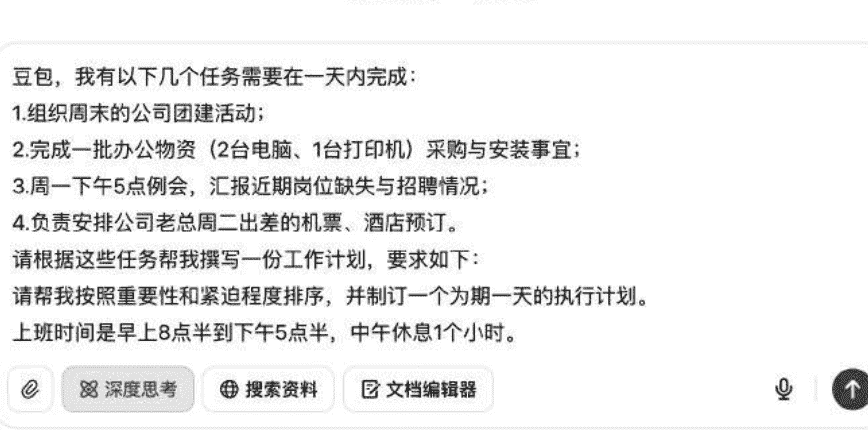 豆包，我有以下几个任务需要在一天内完成：
1.组织周末的公司团建活动；
2.完成一批办公物资（2台电脑、1台打印机）采购与安装事宜；
3.周一下午5点例会，汇报近期岗位缺失与招聘情况；
4.负责安排公司老总周二出差的机票、酒店预订。
请根据这些任务帮我撰写一份工作计划，要求如下：
请帮我按照重要性和紧迫程度排序，并制订一个为期一天的执行计划。
上班时间是早上8点半到下午5点半，中午休息1个小时。
深度思考 搜索资料 文档编辑器